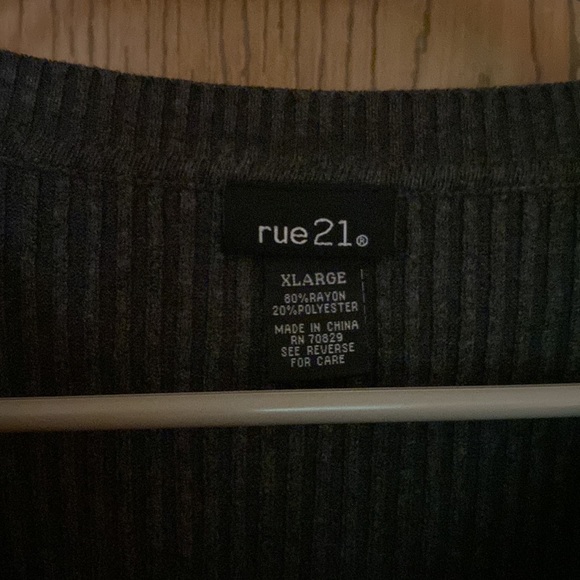 rue21®
XLARGE
80%RAYON
20%POLYESTER
MADE IN CHINA
RN 70829
SEE REVERSE
FOR CARE